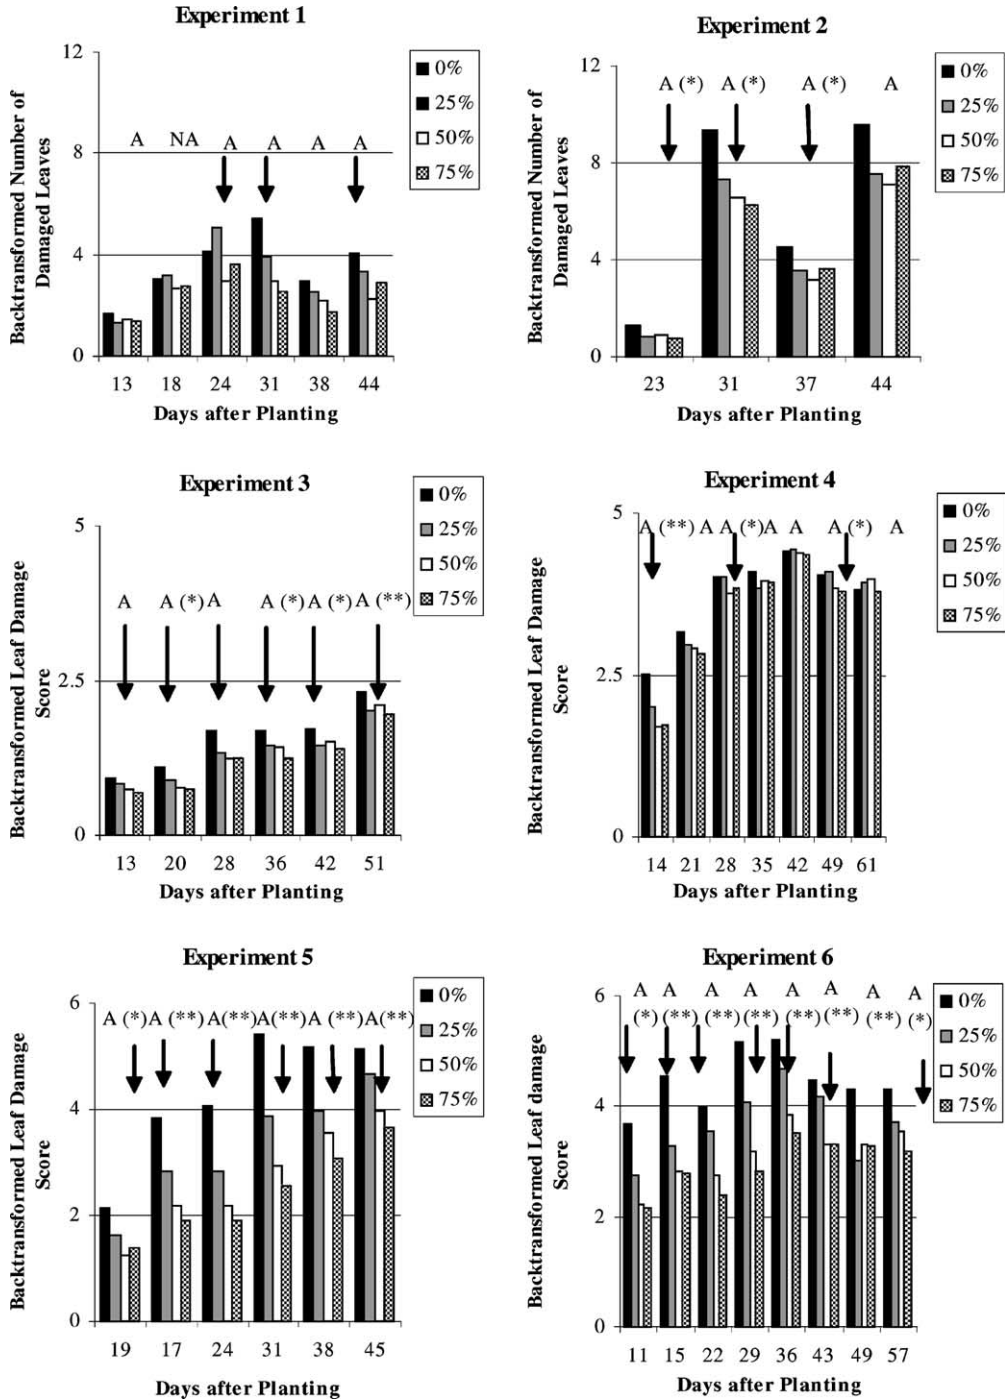 Experiment 1
12
8
4
0
Backtransformed Number of
Damaged Leaves
A NA A A A A
0%
25%
50%
75%
13 18 24 31 38 44
Days after Planting
Experiment 2
12
8
4
0
Backtransformed Number of
Damaged Leaves
A (*) A (*) A (*) A
0%
25%
50%
75%
23 31 37 44
Days after Planting
Experiment 3
5
2.5
0
Backtransformed Leaf Damage
Score
A A (*) A A (*) A (*) A (**)
0%
25%
50%
75%
13 20 28 36 42 51
Days after Planting
Experiment 4
5
2.5
0
Backtransformed Leaf Damage
Score
A (**) A A (*) A A A (*) A
0%
25%
50%
75%
14 21 28 35 42 49 61
Days after Planting
Experiment 5
6
4
2
0
Backtransformed Leaf Damage
Score
A (*) A (**) A (**) A (**) A (**) A (**)
0%
25%
50%
75%
19 17 24 31 38 45
Days after Planting
Experiment 6
6
4
2
0
Backtransformed Leaf damage
Score
A A A A A A A A
(*) (**) (**) (**) (**) (**) (**) (*)
0%
25%
50%
75%
11 15 22 29 36 43 49 57
Days after Planting